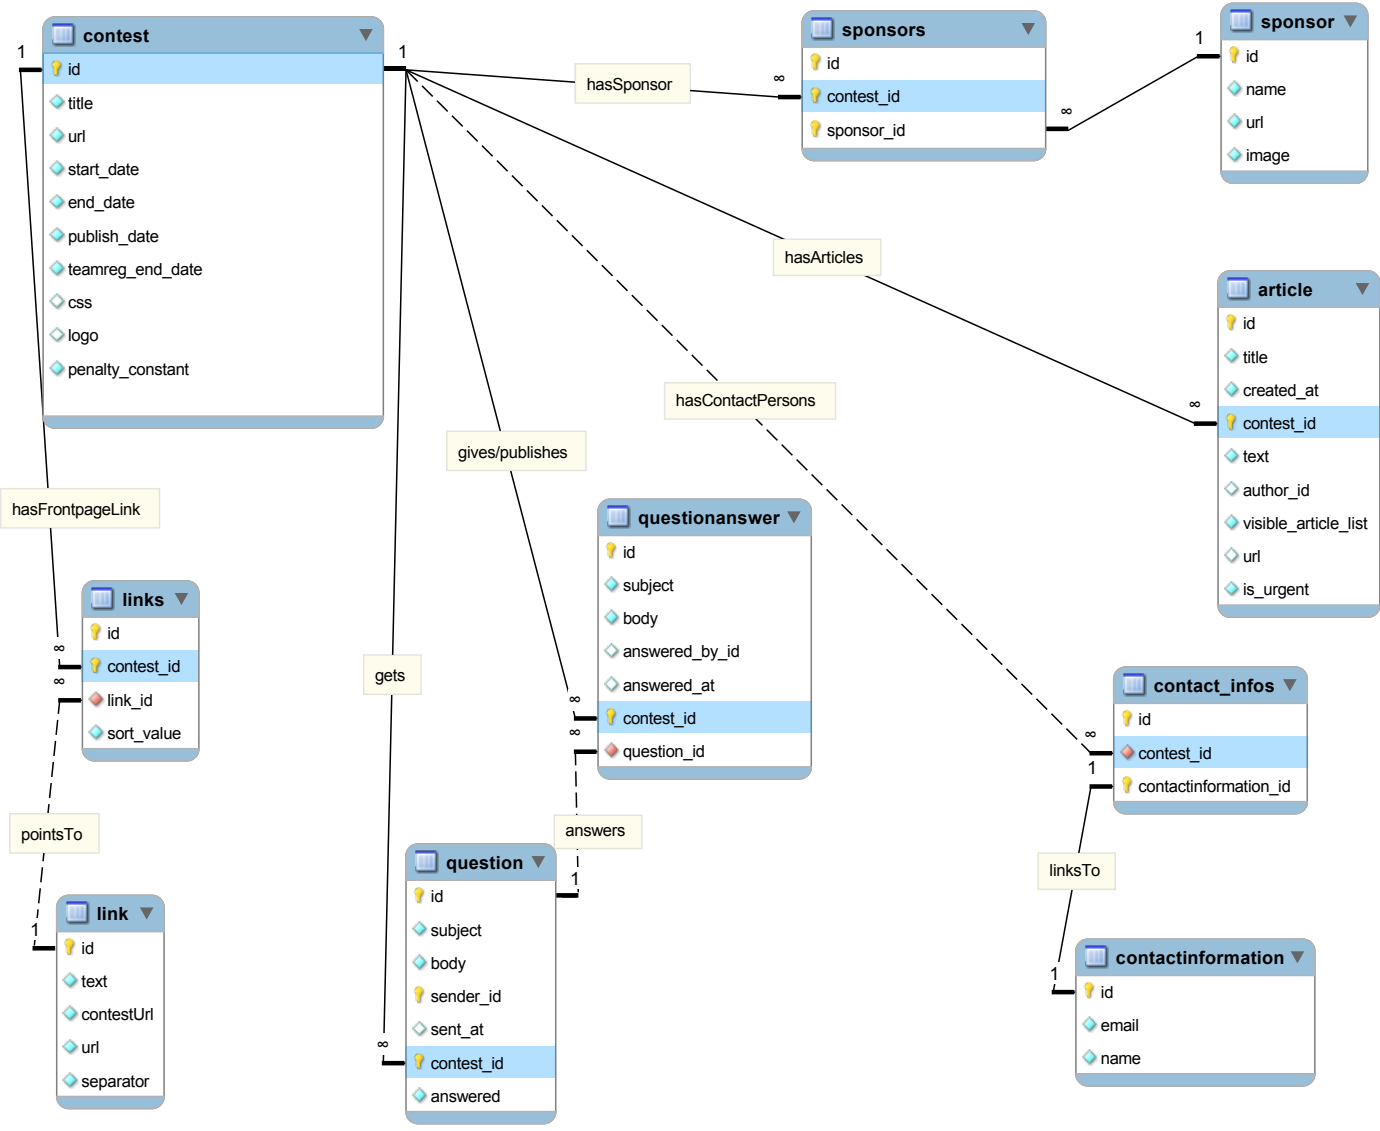 contest
id
title
url
start_date
end_date
publish_date
teamreg_end_date
css
logo
penalty_constant
1
1
hasSponsor
∞
sponsors
id
contest_id
sponsor_id
∞
1
sponsor
id
name
url
image
hasArticles
∞
article
id
title
created_at
contest_id
text
author_id
visible_article_list
url
is_urgent
hasContactPersons
∞
1
contact_infos
id
contest_id
contactinformation_id
linksTo
1
contactinformation
id
email
name
gives/publishes
∞
∞
questionanswer
id
subject
body
answered_by_id
answered_at
contest_id
question_id
answers
1
gets
∞
question
id
subject
body
sender_id
sent_at
contest_id
answered
hasFrontpageLink
∞
∞
links
id
contest_id
link_id
sort_value
pointsTo
1
link
id
text
contestUrl
url
separator